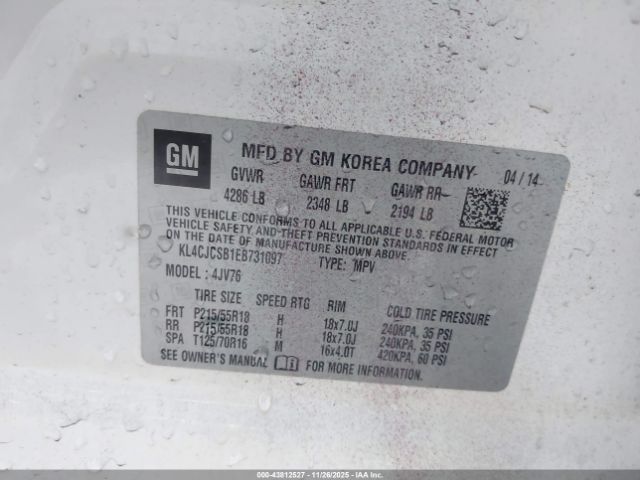 GM MFD BY GM KOREA COMPANY 04/14
GVWR GAWR FRT GAWR RR
4286 LB 2348 LB 2194 LB
THIS VEHICLE CONFORMS TO ALL APPLICABLE U.S. FEDERAL MOTOR
VEHICLE SAFETY AND THEFT PREVENTION STANDARDS IN EFFECT ON
THE DATE OF MANUFACTURE SHOWN ABOVE.
KL4CJCSB1EB731097 TYPE: MPV
MODEL: 4JV76
TIRE SIZE SPEED RTG RIM COLD TIRE PRESSURE
FRT P215/55R18 H 18x7.0J 240KPA, 35 PSI
RR P215/55R18 H 18x7.0J 240KPA, 35 PSI
SPA T125/70R16 M 16x4.0T 420KPA, 60 PSI
SEE OWNER'S MANUAL FOR MORE INFORMATION.
000-43812527 | 11/26/2025 | IAAI.CA